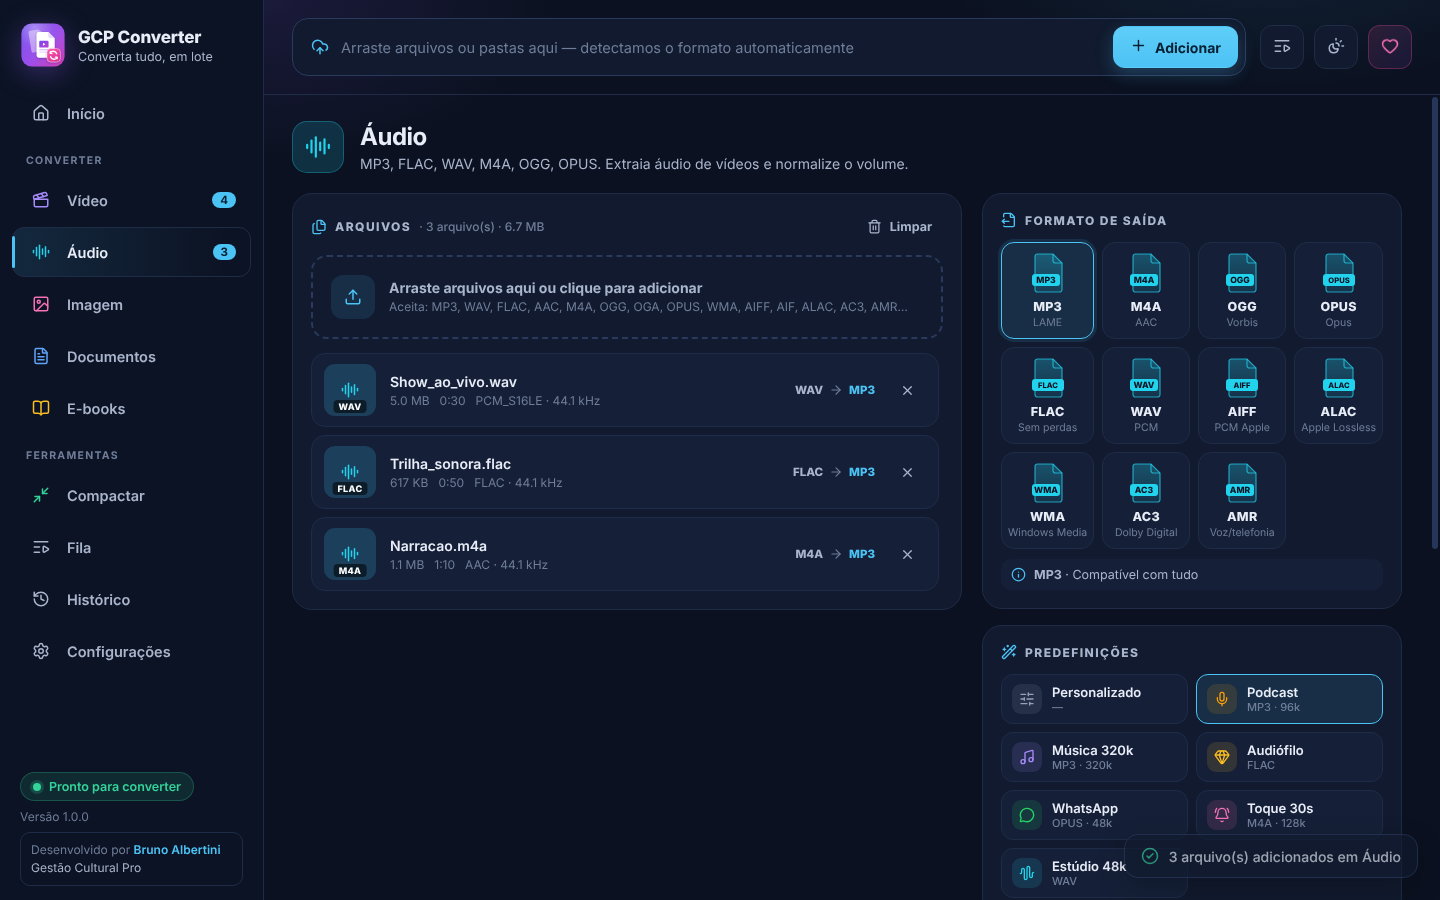 GCP Converter
Converta tudo, em lote
Início
CONVERTER
Vídeo 4
Áudio 3
Imagem
Documentos
E-books
FERRAMENTAS
Compactar
Fila
Histórico
Configurações
Pronto para converter
Versão 1.0.0
Desenvolvido por Bruno Albertini
Gestão Cultural Pro
Arraste arquivos ou pastas aqui — detectamos o formato automaticamente
Adicionar
Áudio
MP3, FLAC, WAV, M4A, OGG, OPUS. Extraia áudio de vídeos e normalize o volume.
ARQUIVOS · 3 arquivo(s) · 6.7 MB
Limpar
Arraste arquivos aqui ou clique para adicionar
Aceita: MP3, WAV, FLAC, AAC, M4A, OGG, OGA, OPUS, WMA, AIFF, AIF, ALAC, AC3, AMR...
WAV
Show_ao_vivo.wav
5.0 MB 0:30 PCM_S16LE · 44.1 kHz
WAV → MP3
FLAC
Trilha_sonora.flac
617 KB 0:50 FLAC · 44.1 kHz
FLAC → MP3
M4A
Narracao.m4a
1.1 MB 1:10 AAC · 44.1 kHz
M4A → MP3
FORMATO DE SAÍDA
MP3
MP3
LAME
M4A
M4A
AAC
OGG
OGG
Vorbis
OPUS
OPUS
Opus
FLAC
FLAC
Sem perdas
WAV
WAV
PCM
AIFF
AIFF
PCM Apple
ALAC
ALAC
Apple Lossless
WMA
WMA
Windows Media
AC3
AC3
Dolby Digital
AMR
AMR
Voz/telefonia
MP3 · Compatível com tudo
PREDEFINIÇÕES
Personalizado
—
Podcast
MP3 · 96k
Música 320k
MP3 · 320k
Audiófilo
FLAC
WhatsApp
OPUS · 48k
Toque 30s
M4A · 128k
Estúdio 48k
WAV
3 arquivo(s) adicionados em Áudio